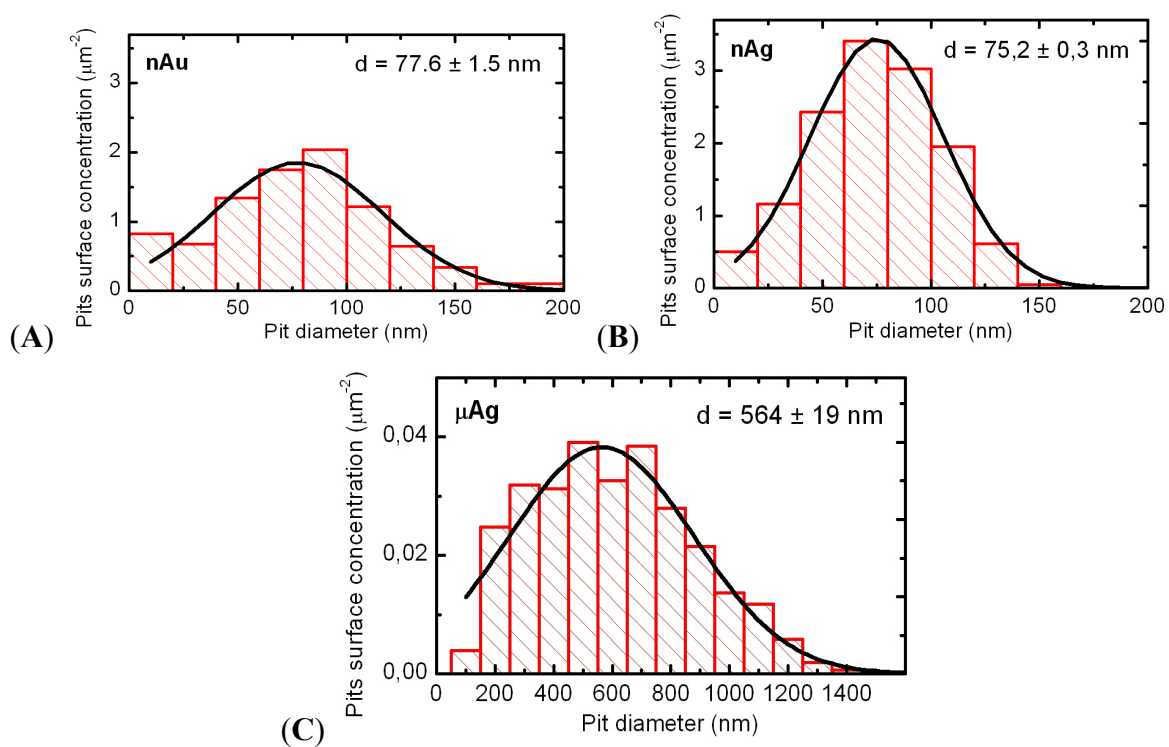 nAu
d = 77.6 ± 1.5 nm
Pits surface concentration (μm⁻²)
3
2
1
0
0 50 100 150 200
Pit diameter (nm)
(A)
nAg
d = 75,2 ± 0,3 nm
Pits surface concentration (μm⁻²)
3
2
1
0
0 50 100 150 200
Pit diameter (nm)
(B)
μAg
d = 564 ± 19 nm
Pits surface concentration (μm⁻²)
0,04
0,02
0,00
0 200 400 600 800 1000 1200 1400
Pit diameter (nm)
(C)